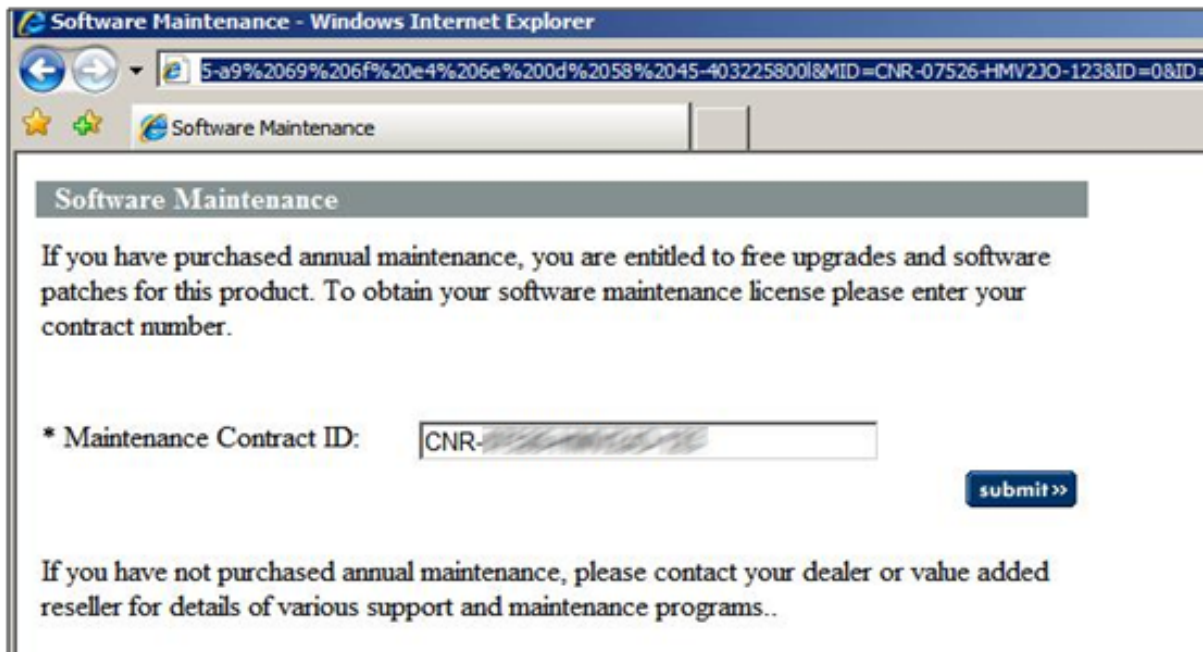 Software Maintenance - Windows Internet Explorer
5-a9%2069%206f%20e4%206e%200d%2058%2045-403225800l&MID=CNR-07526-HMV2JO-123&ID=0&ID=
Software Maintenance
Software Maintenance
If you have purchased annual maintenance, you are entitled to free upgrades and software
patches for this product. To obtain your software maintenance license please enter your
contract number.
* Maintenance Contract ID: CNR-
submit»
If you have not purchased annual maintenance, please contact your dealer or value added
reseller for details of various support and maintenance programs..